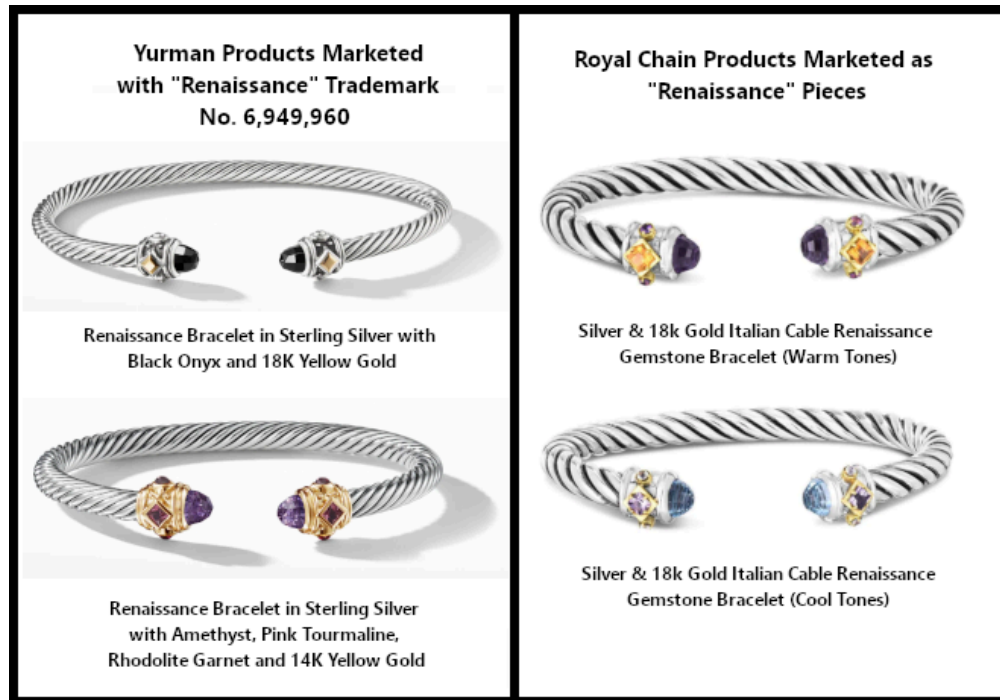 Yurman Products Marketed
with "Renaissance" Trademark
No. 6,949,960
Renaissance Bracelet in Sterling Silver with
Black Onyx and 18K Yellow Gold
Renaissance Bracelet in Sterling Silver
with Amethyst, Pink Tourmaline,
Rhodolite Garnet and 14K Yellow Gold
Royal Chain Products Marketed as
"Renaissance" Pieces
Silver & 18k Gold Italian Cable Renaissance
Gemstone Bracelet (Warm Tones)
Silver & 18k Gold Italian Cable Renaissance
Gemstone Bracelet (Cool Tones)